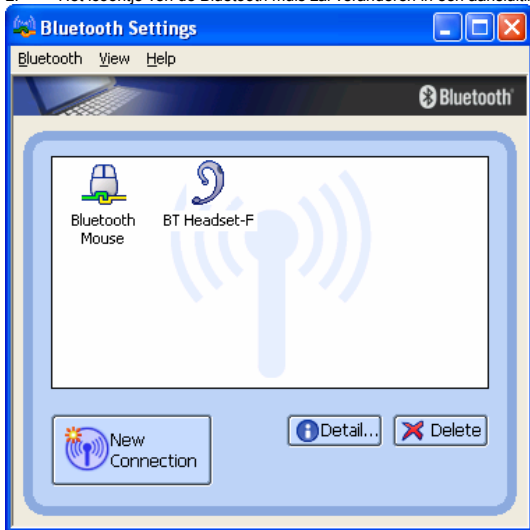 Bluetooth Settings
Bluetooth View Help
Bluetooth
Bluetooth Mouse
BT Headset-F
New Connection
Detail...
Delete